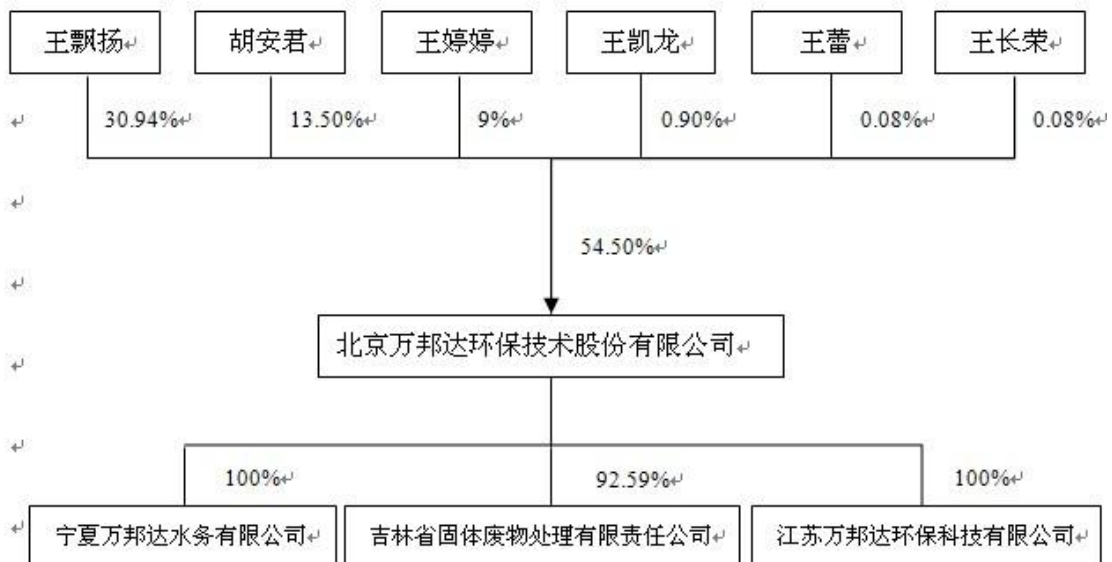 王飘扬 胡安君 王婷婷 王凯龙 王蕾 王长荣
30.94% 13.50% 9% 0.90% 0.08% 0.08%
54.50%
北京万邦达环保技术股份有限公司
100% 92.59% 100%
宁夏万邦达水务有限公司 吉林省固体废物处理有限责任公司 江苏万邦达环保科技有限公司